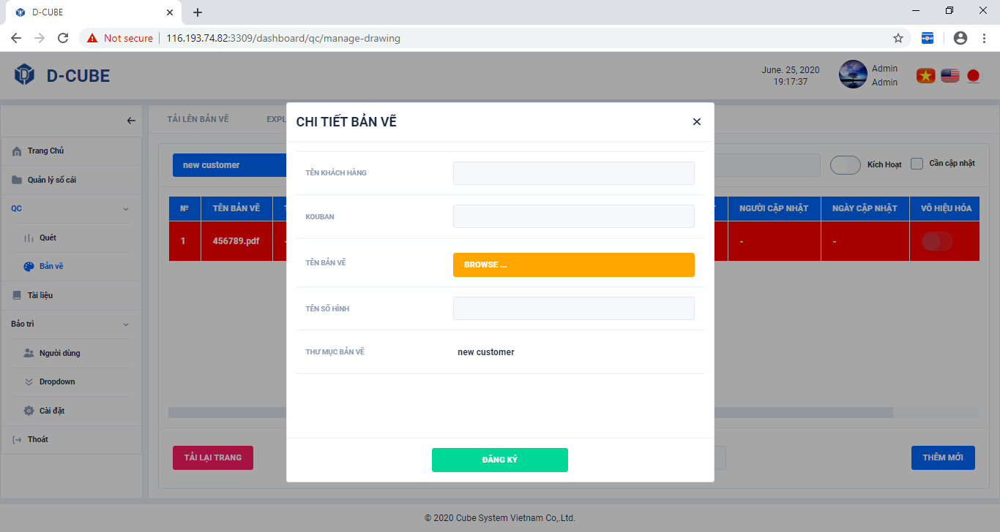 D-CUBE
Not secure
116.193.74.82:3309/dashboard/qc/manage-drawing
D-CUBE
June. 25, 2020
19:17:37
Admin
Admin
Trang Chủ
Quản lý sổ cái
QC
Quét
Bản vẽ
Tài liệu
Bảo trì
Người dùng
Dropdown
Cài đặt
Thoát
TẢI LÊN BẢN VẼ
EXPL
new customer
Kích Hoạt
Cần cập nhật
№
TÊN BẢN VẼ
NGƯỜI CẬP NHẬT
NGÀY CẬP NHẬT
VÔ HIỆU HÓA
1
456789.pdf
-
-
-
CHI TIẾT BẢN VẼ
TÊN KHÁCH HÀNG
KOUBAN
TÊN BẢN VẼ
BROWSE ...
TÊN SỐ HÌNH
THƯ MỤC BẢN VẼ
new customer
ĐĂNG KÝ
TẢI LẠI TRANG
THÊM MỚI
© 2020 Cube System Vietnam Co,.Ltd.